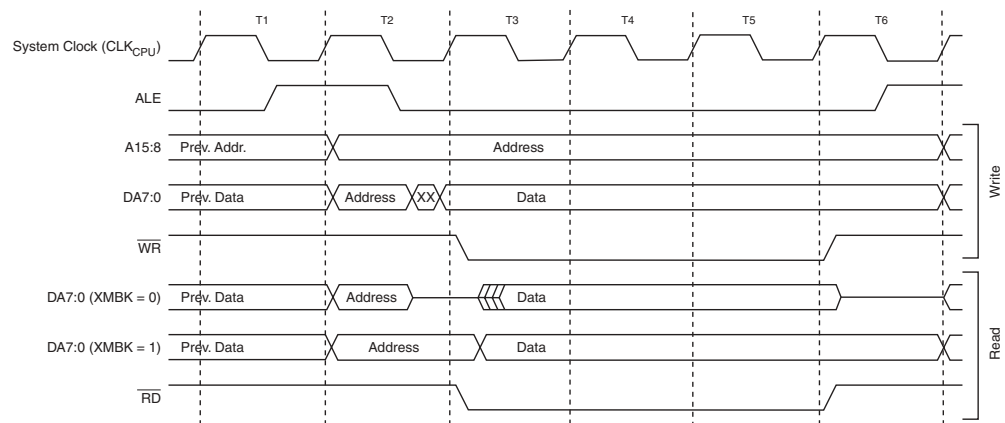 T1 T2 T3 T4 T5 T6
System Clock (CLKCPU)
ALE
A15:8 Prev. Addr. Address
DA7:0 Prev. Data Address XX Data
WR
Write
DA7:0 (XMBK = 0) Prev. Data Address Data
DA7:0 (XMBK = 1) Prev. Data Address Data
RD
Read